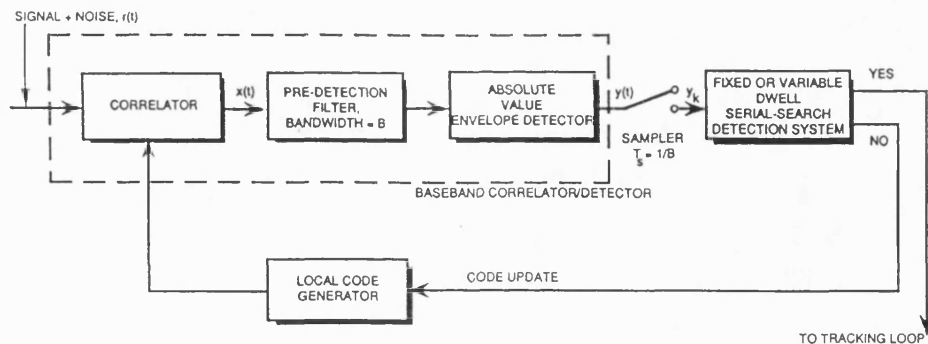 SIGNAL + NOISE, r(t)
CORRELATOR
x(t)
PRE-DETECTION
FILTER,
BANDWIDTH = B
ABSOLUTE
VALUE
ENVELOPE DETECTOR
y(t)
y_k
SAMPLER
T_s = 1/B
FIXED OR VARIABLE
DWELL
SERIAL-SEARCH
DETECTION SYSTEM
YES
NO
BASEBAND CORRELATOR/DETECTOR
LOCAL CODE
GENERATOR
CODE UPDATE
TO TRACKING LOOP